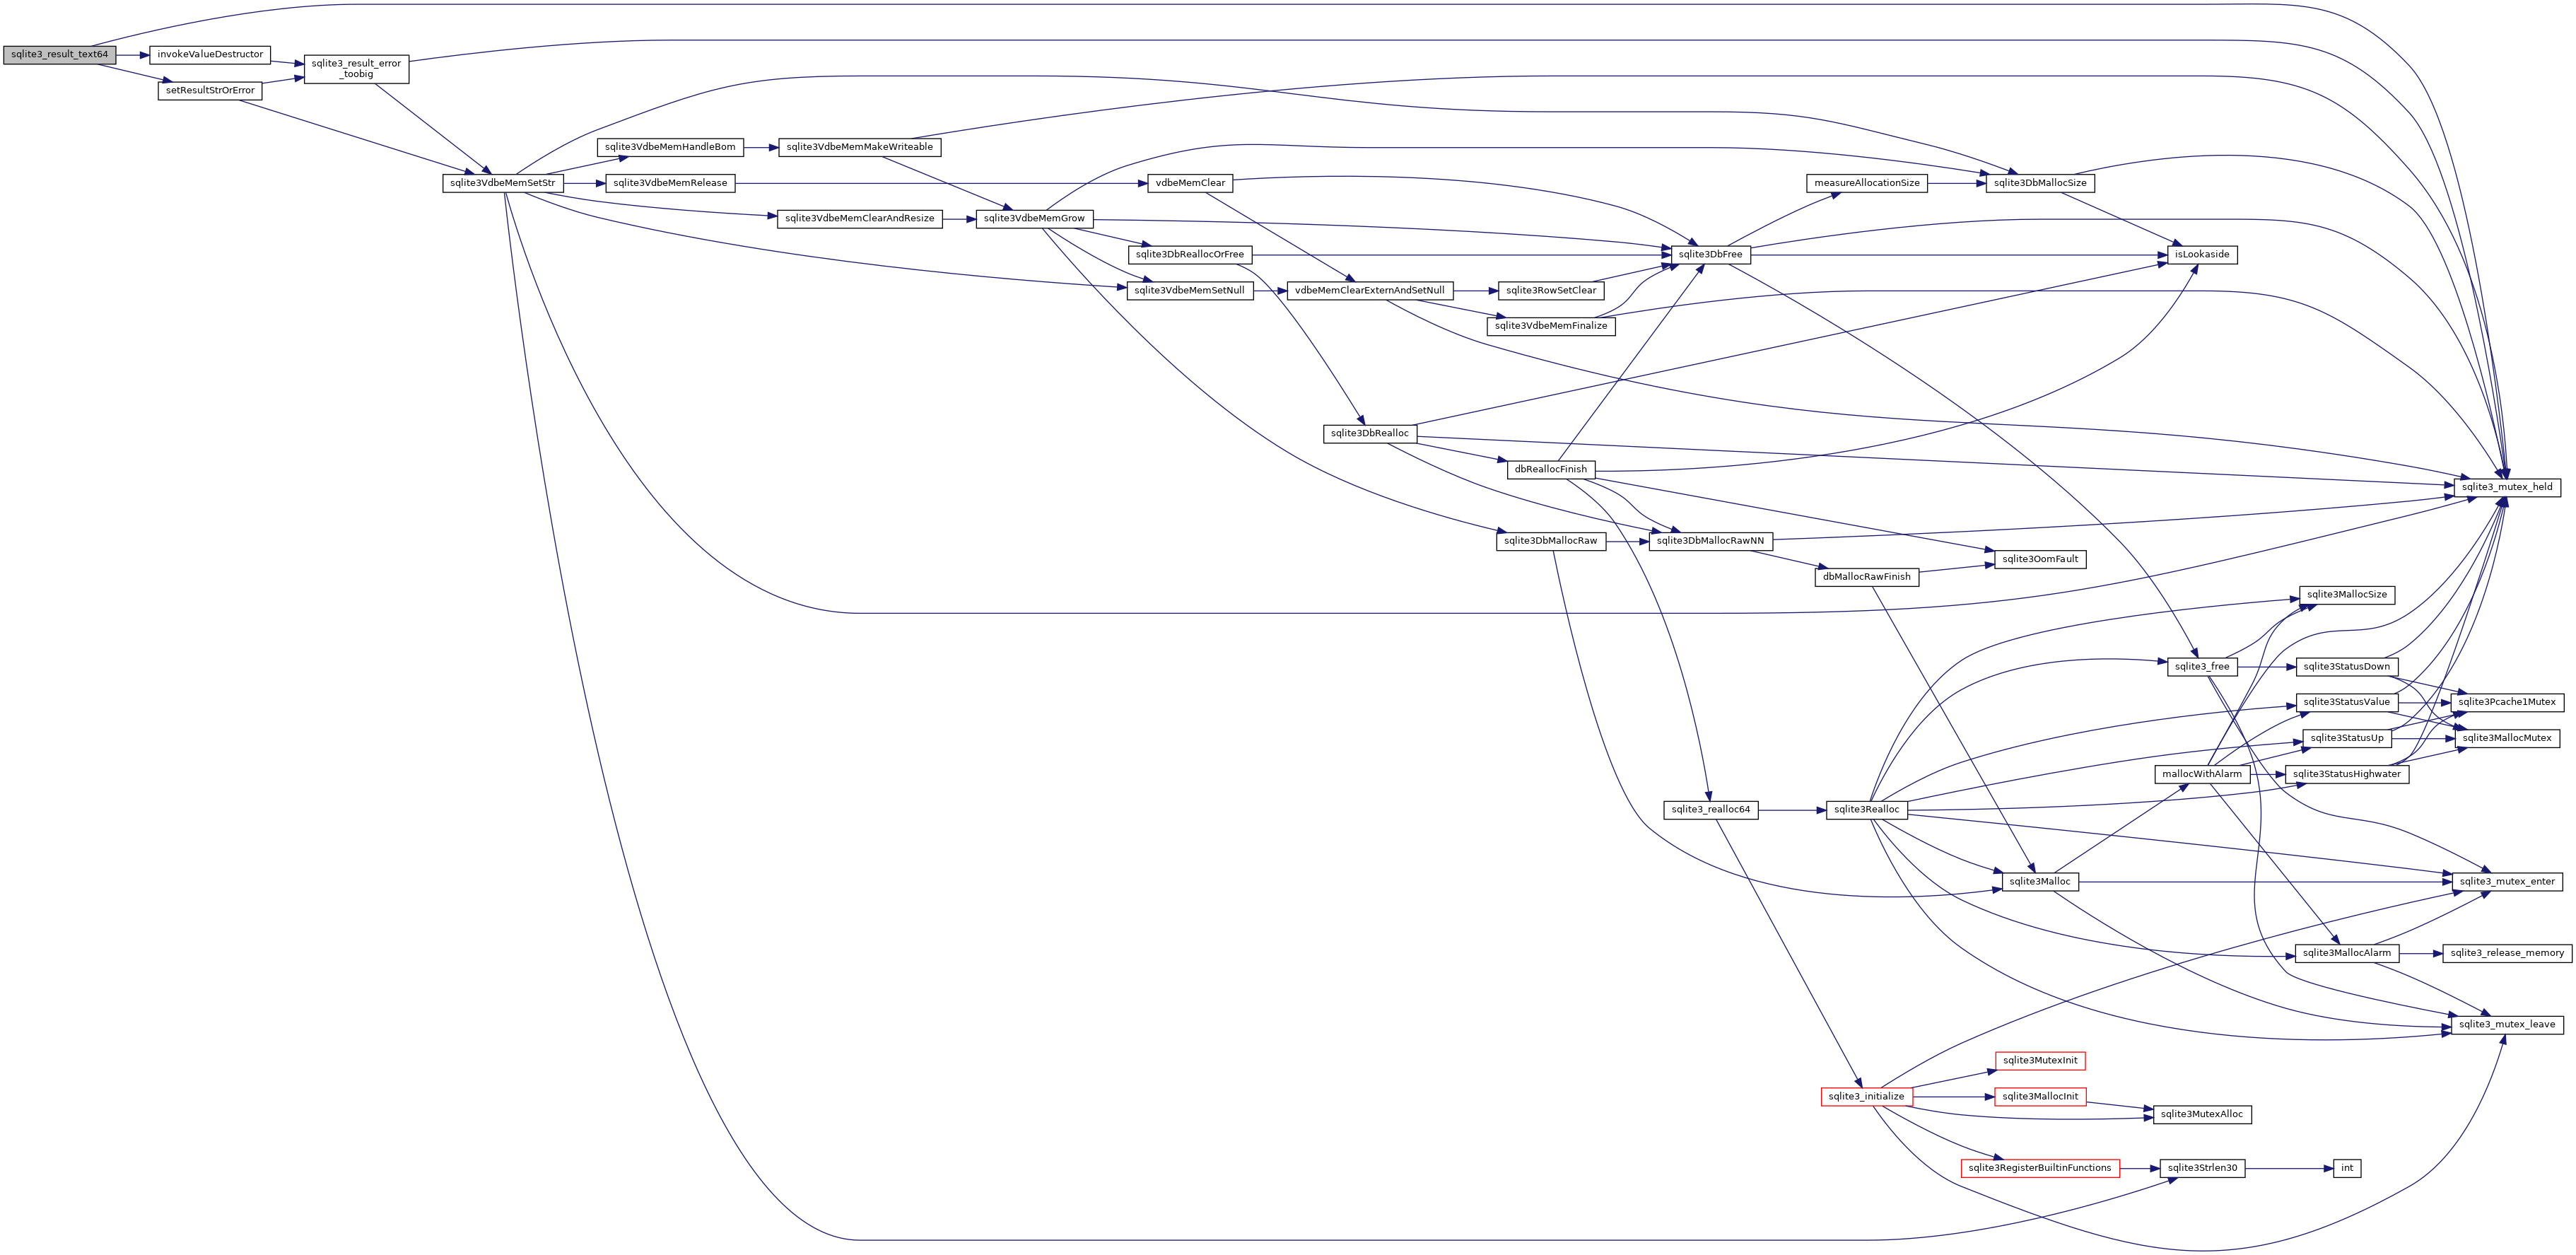 sqlite3_result_text64
invokeValueDestructor
setResultStrOrError
sqlite3_result_error
_toobig
sqlite3VdbeMemSetStr
sqlite3VdbeMemHandleBom
sqlite3VdbeMemRelease
sqlite3VdbeMemMakeWriteable
sqlite3VdbeMemClearAndResize
sqlite3VdbeMemGrow
vdbeMemClear
sqlite3DbReallocOrFree
sqlite3VdbeMemSetNull
vdbeMemClearExternAndSetNull
sqlite3DbRealloc
sqlite3RowSetClear
sqlite3VdbeMemFinalize
dbReallocFinish
sqlite3DbMallocRaw
sqlite3DbFree
sqlite3DbMallocRawNN
sqlite3_realloc64
measureAllocationSize
dbMallocRawFinish
sqlite3Realloc
sqlite3_initialize
sqlite3DbMallocSize
sqlite3OomFault
sqlite3Malloc
sqlite3MutexInit
sqlite3MallocInit
sqlite3RegisterBuiltinFunctions
isLookaside
sqlite3_free
mallocWithAlarm
sqlite3MutexAlloc
sqlite3Strlen30
sqlite3MallocSize
sqlite3StatusDown
sqlite3StatusValue
sqlite3StatusUp
sqlite3StatusHighwater
sqlite3MallocAlarm
int
sqlite3_mutex_held
sqlite3Pcache1Mutex
sqlite3MallocMutex
sqlite3_mutex_enter
sqlite3_release_memory
sqlite3_mutex_leave